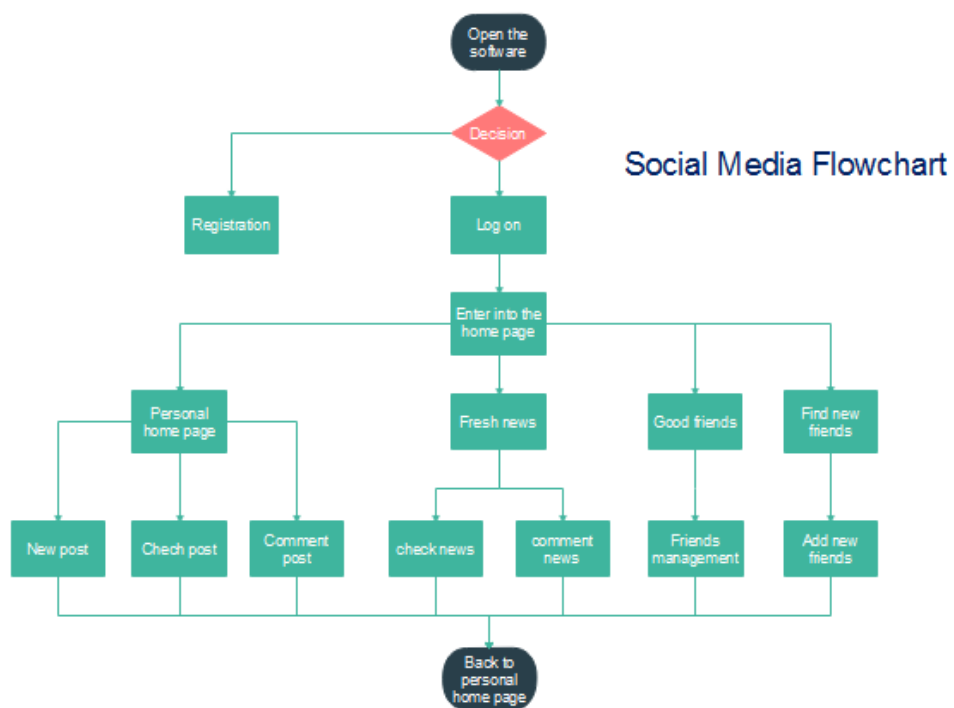 Open the
software
Decision
Social Media Flowchart
Registration
Log on
Enter into the
home page
Personal
home page
Fresh news
Good friends
Find new
friends
New post
Chech post
Comment
post
check news
comment
news
Friends
management
Add new
friends
Back to
personal
home page